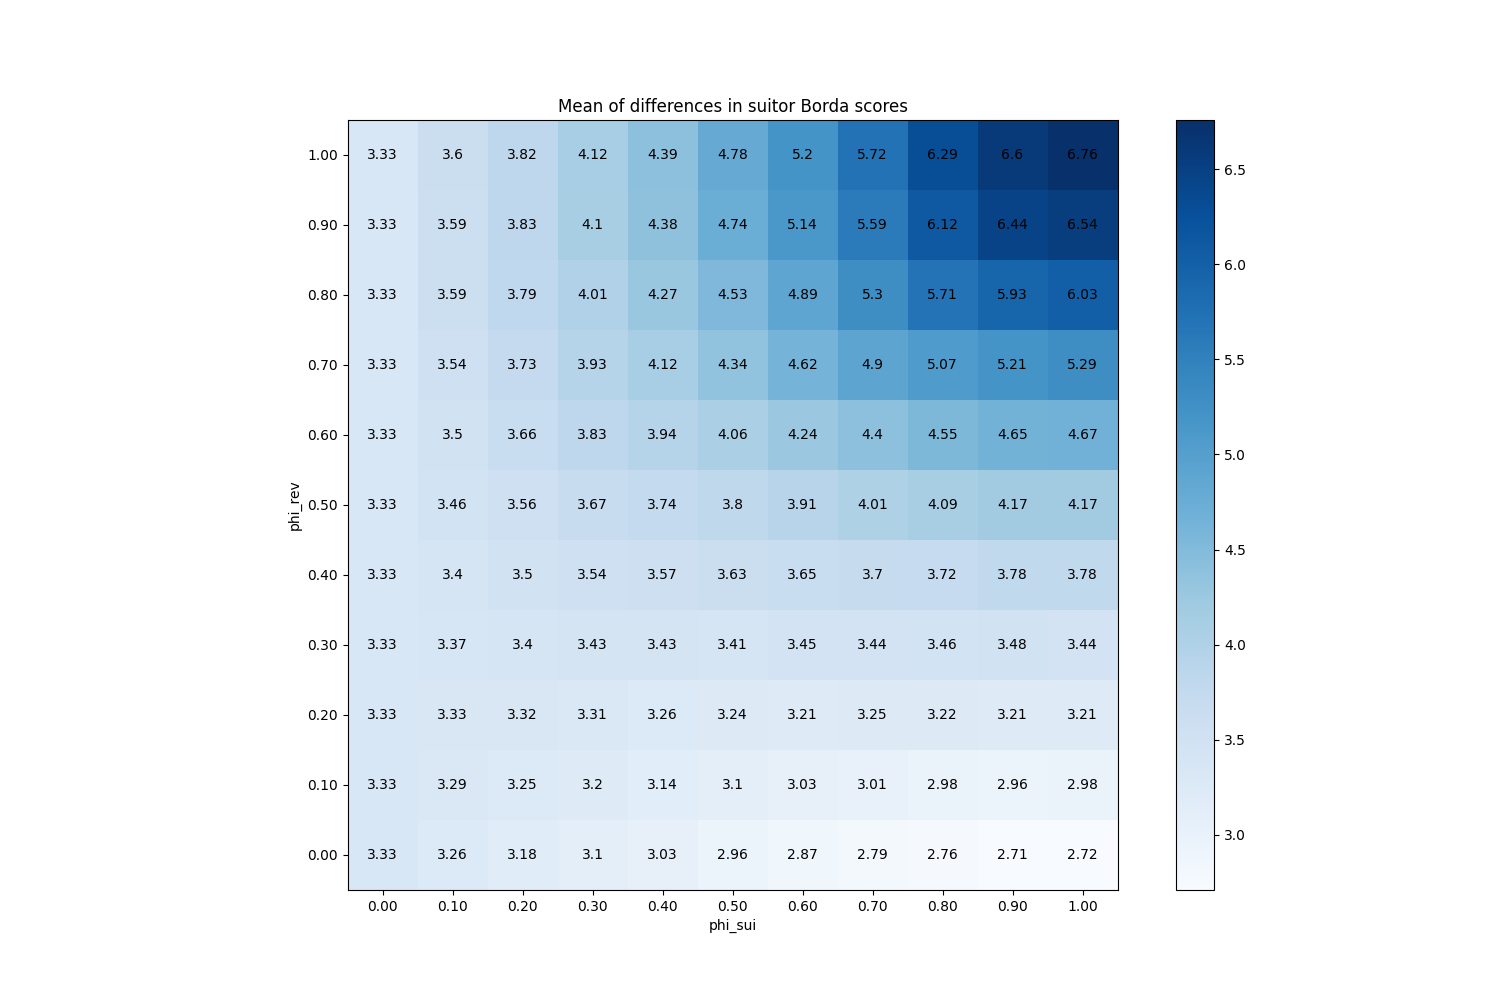 Mean of differences in suitor Borda scores
1.00 3.33 3.6 3.82 4.12 4.39 4.78 5.2 5.72 6.29 6.6 6.76
0.90 3.33 3.59 3.83 4.1 4.38 4.74 5.14 5.59 6.12 6.44 6.54
0.80 3.33 3.59 3.79 4.01 4.27 4.53 4.89 5.3 5.71 5.93 6.03
0.70 3.33 3.54 3.73 3.93 4.12 4.34 4.62 4.9 5.07 5.21 5.29
0.60 3.33 3.5 3.66 3.83 3.94 4.06 4.24 4.4 4.55 4.65 4.67
phi_rev
0.50 3.33 3.46 3.56 3.67 3.74 3.8 3.91 4.01 4.09 4.17 4.17
0.40 3.33 3.4 3.5 3.54 3.57 3.63 3.65 3.7 3.72 3.78 3.78
0.30 3.33 3.37 3.4 3.43 3.43 3.41 3.45 3.44 3.46 3.48 3.44
0.20 3.33 3.33 3.32 3.31 3.26 3.24 3.21 3.25 3.22 3.21 3.21
0.10 3.33 3.29 3.25 3.2 3.14 3.1 3.03 3.01 2.98 2.96 2.98
0.00 3.33 3.26 3.18 3.1 3.03 2.96 2.87 2.79 2.76 2.71 2.72
0.00 0.10 0.20 0.30 0.40 0.50 0.60 0.70 0.80 0.90 1.00
phi_sui
6.5
6.0
5.5
5.0
4.5
4.0
3.5
3.0